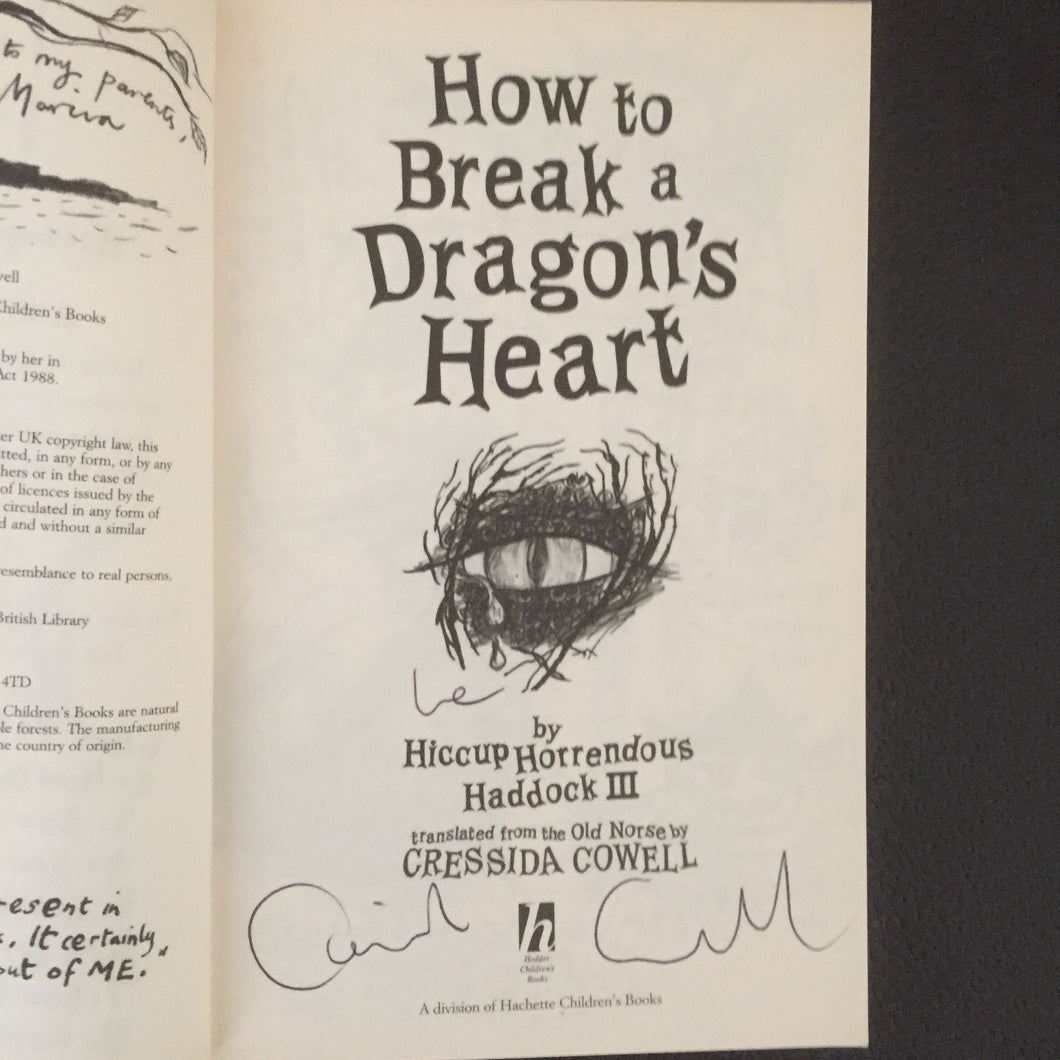 to my parents,
Marcia
Children's Books
by her in
Act 1988.
er UK copyright law, this
tted, in any form, or by any
hers or in the case of
of licences issued by the
circulated in any form of
d and without a similar
esemblance to real persons,
British Library
4TD
Children's Books are natural
le forests. The manufacturing
he country of origin.
resent in
It certainly
out of ME."
How to
Break a
Dragon's
Heart
by
Hiccup Horrendous
Haddock III
translated from the Old Norse by
CRESSIDA COWELL
h
Hodder
Children's
Books
A division of Hachette Children's Books